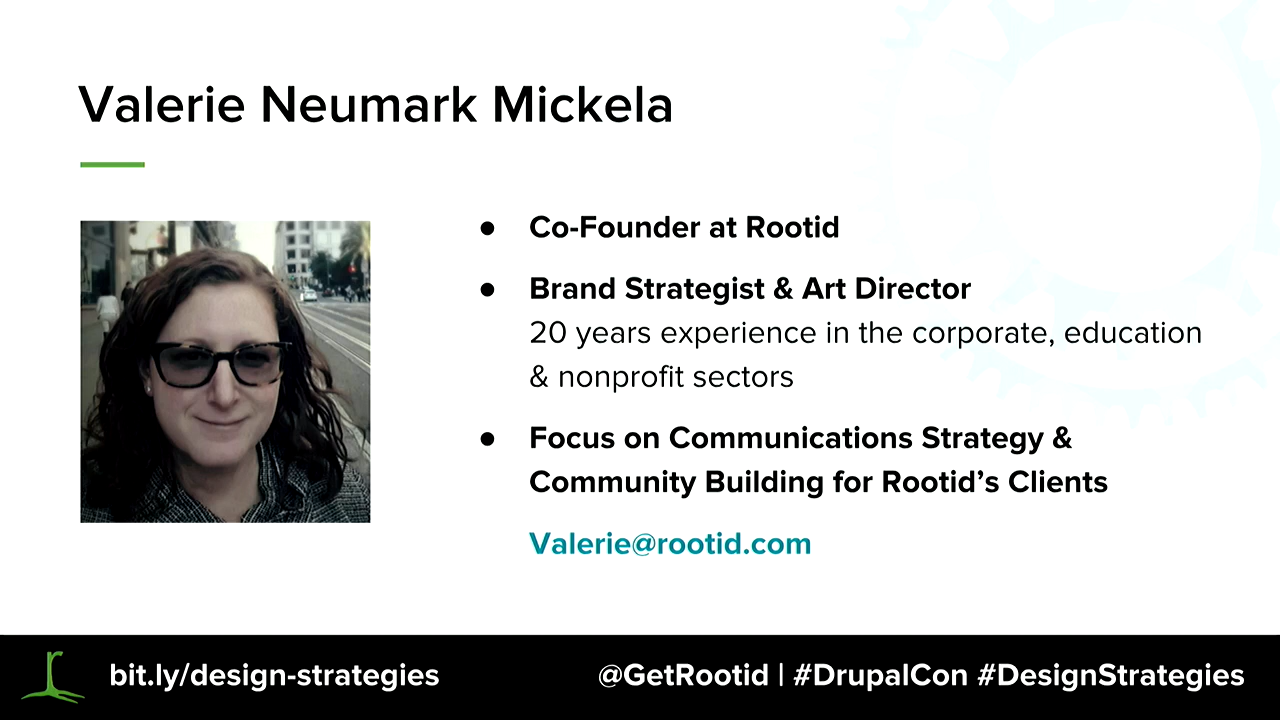 Valerie Neumark Mickela
● Co-Founder at Rootid
● Brand Strategist & Art Director
20 years experience in the corporate, education
& nonprofit sectors
● Focus on Communications Strategy &
Community Building for Rootid’s Clients
Valerie@rootid.com
bit.ly/design-strategies
@GetRootid | #DrupalCon #DesignStrategies